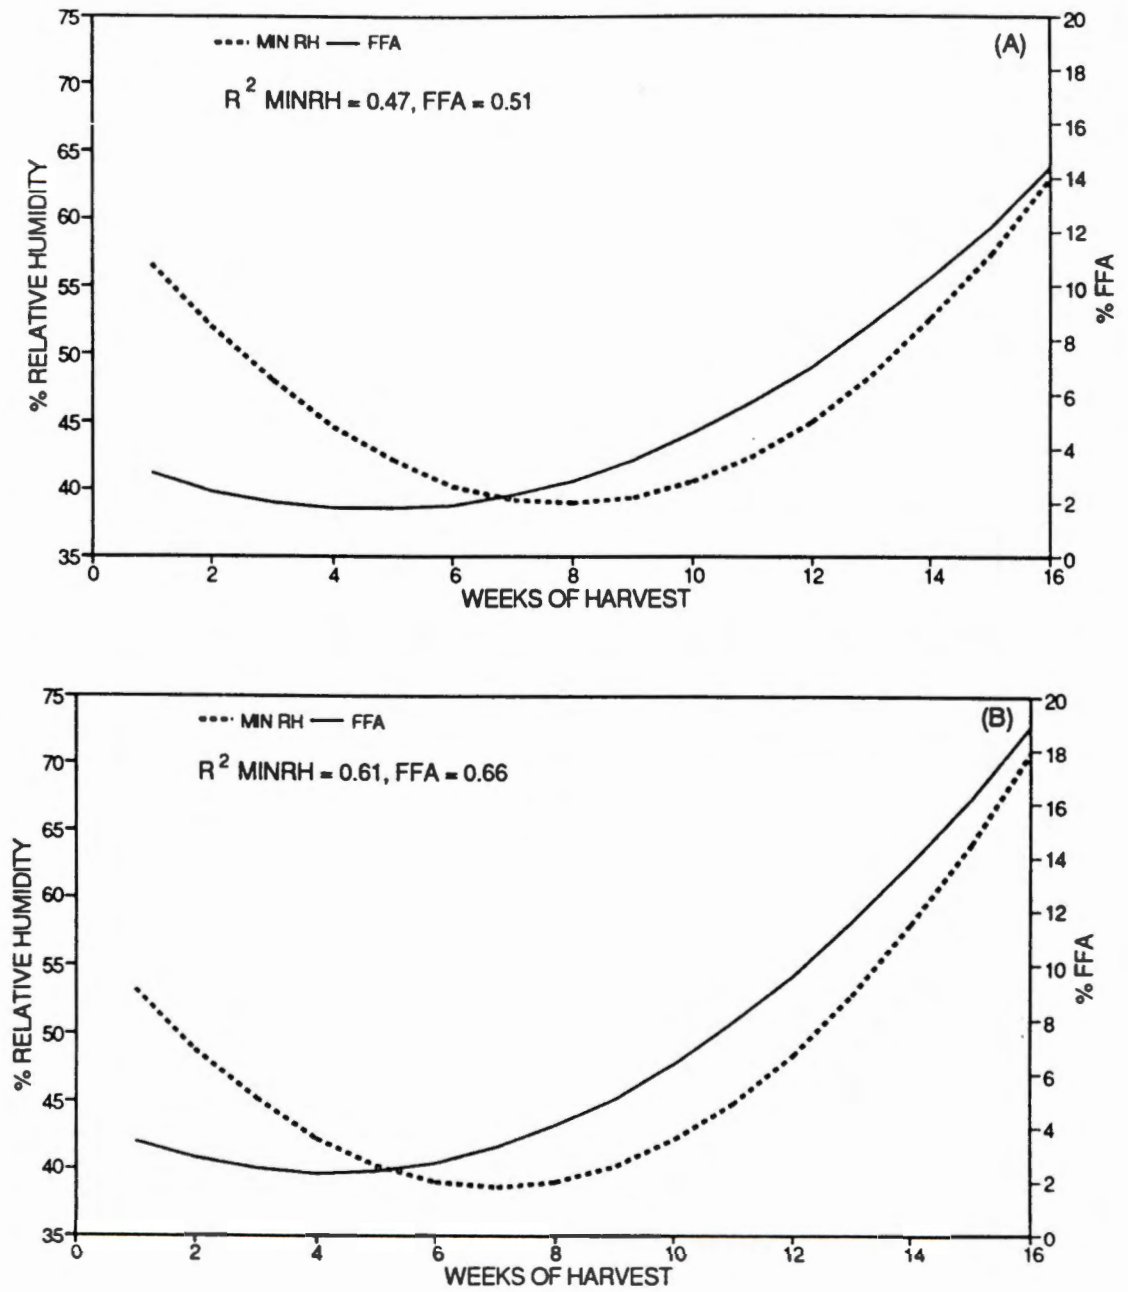 75
20
MIN RH FFA
(A)
70
18
R 2 MINRH = 0.47, FFA = 0.51
16
65
14
60
12
55
10
50
8
6
45
4
40
2
35
0
% RELATIVE HUMIDITY
% FFA
0 2 4 6 8 10 12 14 16
WEEKS OF HARVEST
75
20
MIN RH FFA
(B)
70
18
R 2 MINRH = 0.61, FFA = 0.66
16
65
14
60
12
55
10
50
8
6
45
4
40
2
35
0
% RELATIVE HUMIDITY
% FFA
0 2 4 6 8 10 12 14 16
WEEKS OF HARVEST